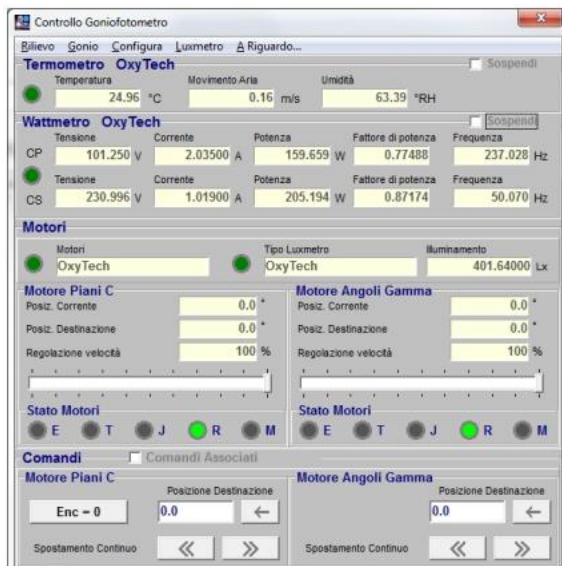 Controllo Goniofotometro
Rilievo Gonio Configura Luxmetro A Riguardo...
Termometro OxyTech Sospendi
Temperatura Movimento Aria Umidità
24.96 °C 0.16 m/s 63.39 °RH
Wattmetro OxyTech Sospendi
Tensione Corrente Potenza Fattore di potenza Frequenza
CP 101.250 V 2.03500 A 159.659 W 0.77488 237.028 Hz
Tensione Corrente Potenza Fattore di potenza Frequenza
CS 230.996 V 1.01900 A 205.194 W 0.87174 50.070 Hz
Motori
Motori Tipo Luxmetro Illuminamento
OxyTech OxyTech 401.64000 Lx
Motore Piani C Motore Angoli Gamma
Posiz. Corrente 0.0 ° Posiz. Corrente 0.0 °
Posiz. Destinazione 0.0 ° Posiz. Destinazione 0.0 °
Regolazione velocità 100 % Regolazione velocità 100 %
Stato Motori Stato Motori
E T J R M E T J R M
Comandi Comandi Associati
Motore Piani C Motore Angoli Gamma
Posizione Destinazione Posizione Destinazione
Enc = 0 0.0 0.0
Spostamento Continuo Spostamento Continuo